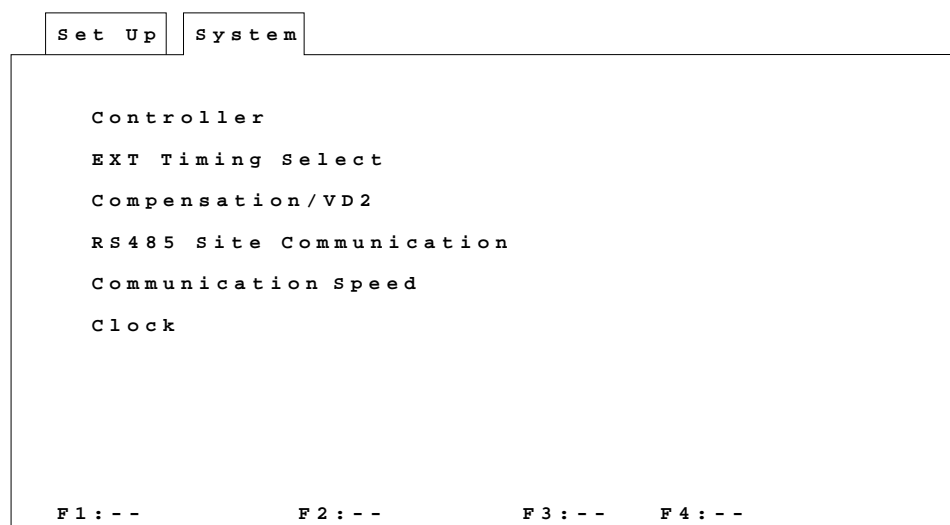 Set Up System
Controller
EXT Timing Select
Compensation/VD2
RS485 Site Communication
Communication Speed
Clock
F1:-- F2:-- F3:-- F4:--